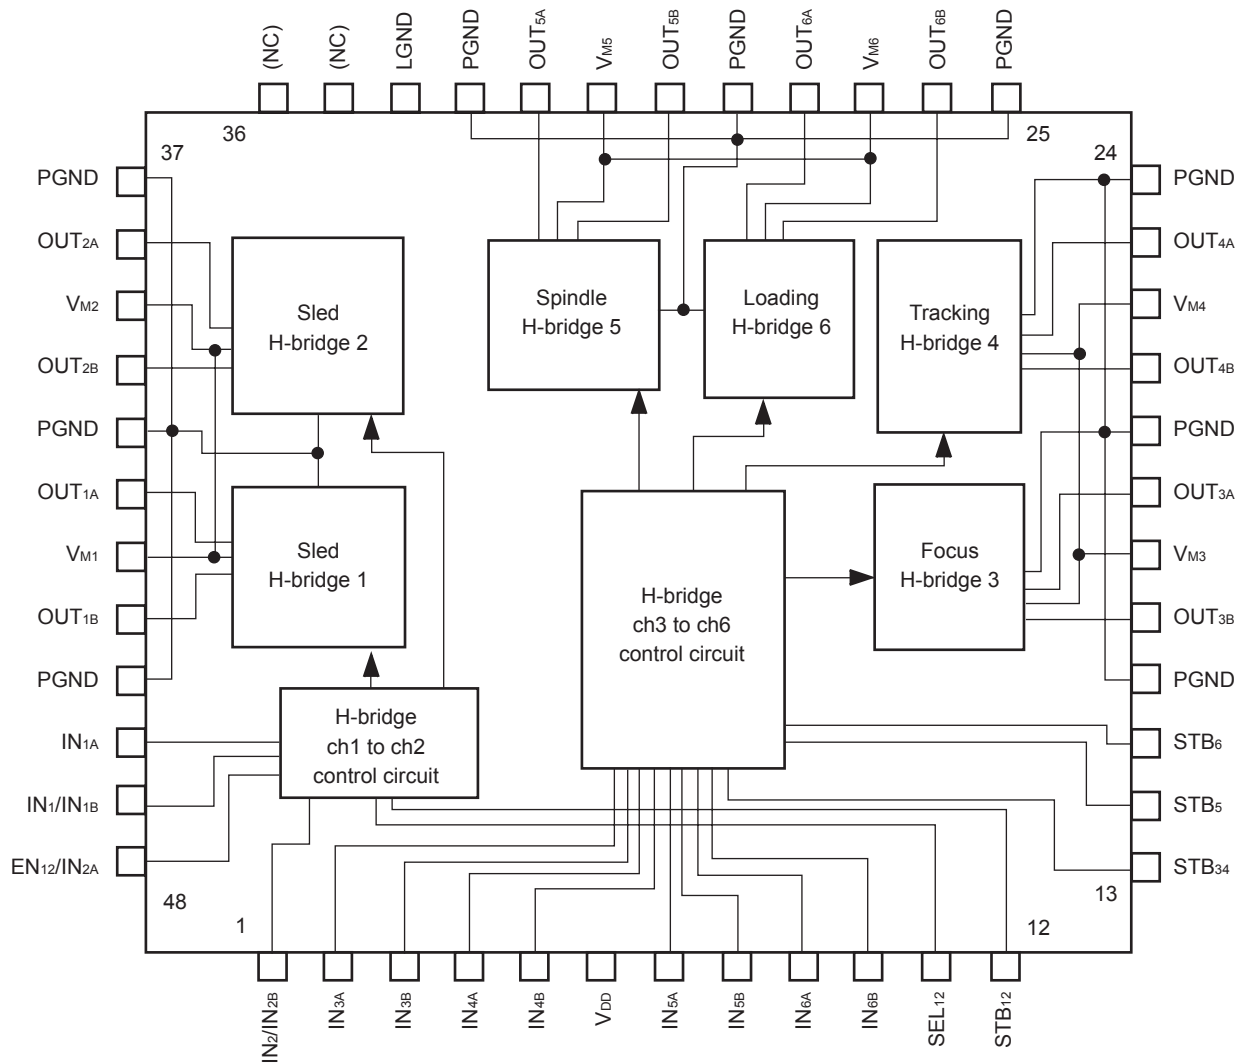 (NC)
(NC)
LGND
PGND
OUT5A
VM5
OUT5B
PGND
OUT6A
VM6
OUT6B
PGND
36
25
37
24
PGND
OUT2A
VM2
OUT2B
PGND
OUT1A
VM1
OUT1B
PGND
IN1A
IN1/IN1B
EN12/IN2A
Sled
H-bridge 2
Spindle
H-bridge 5
Loading
H-bridge 6
Tracking
H-bridge 4
Sled
H-bridge 1
Focus
H-bridge 3
H-bridge
ch3 to ch6
control circuit
H-bridge
ch1 to ch2
control circuit
PGND
OUT4A
VM4
OUT4B
PGND
OUT3A
VM3
OUT3B
PGND
STB6
STB5
STB34
48
13
1
12
IN2/IN2B
IN3A
IN3B
IN4A
IN4B
VDD
IN5A
IN5B
IN6A
IN6B
SEL12
STB12